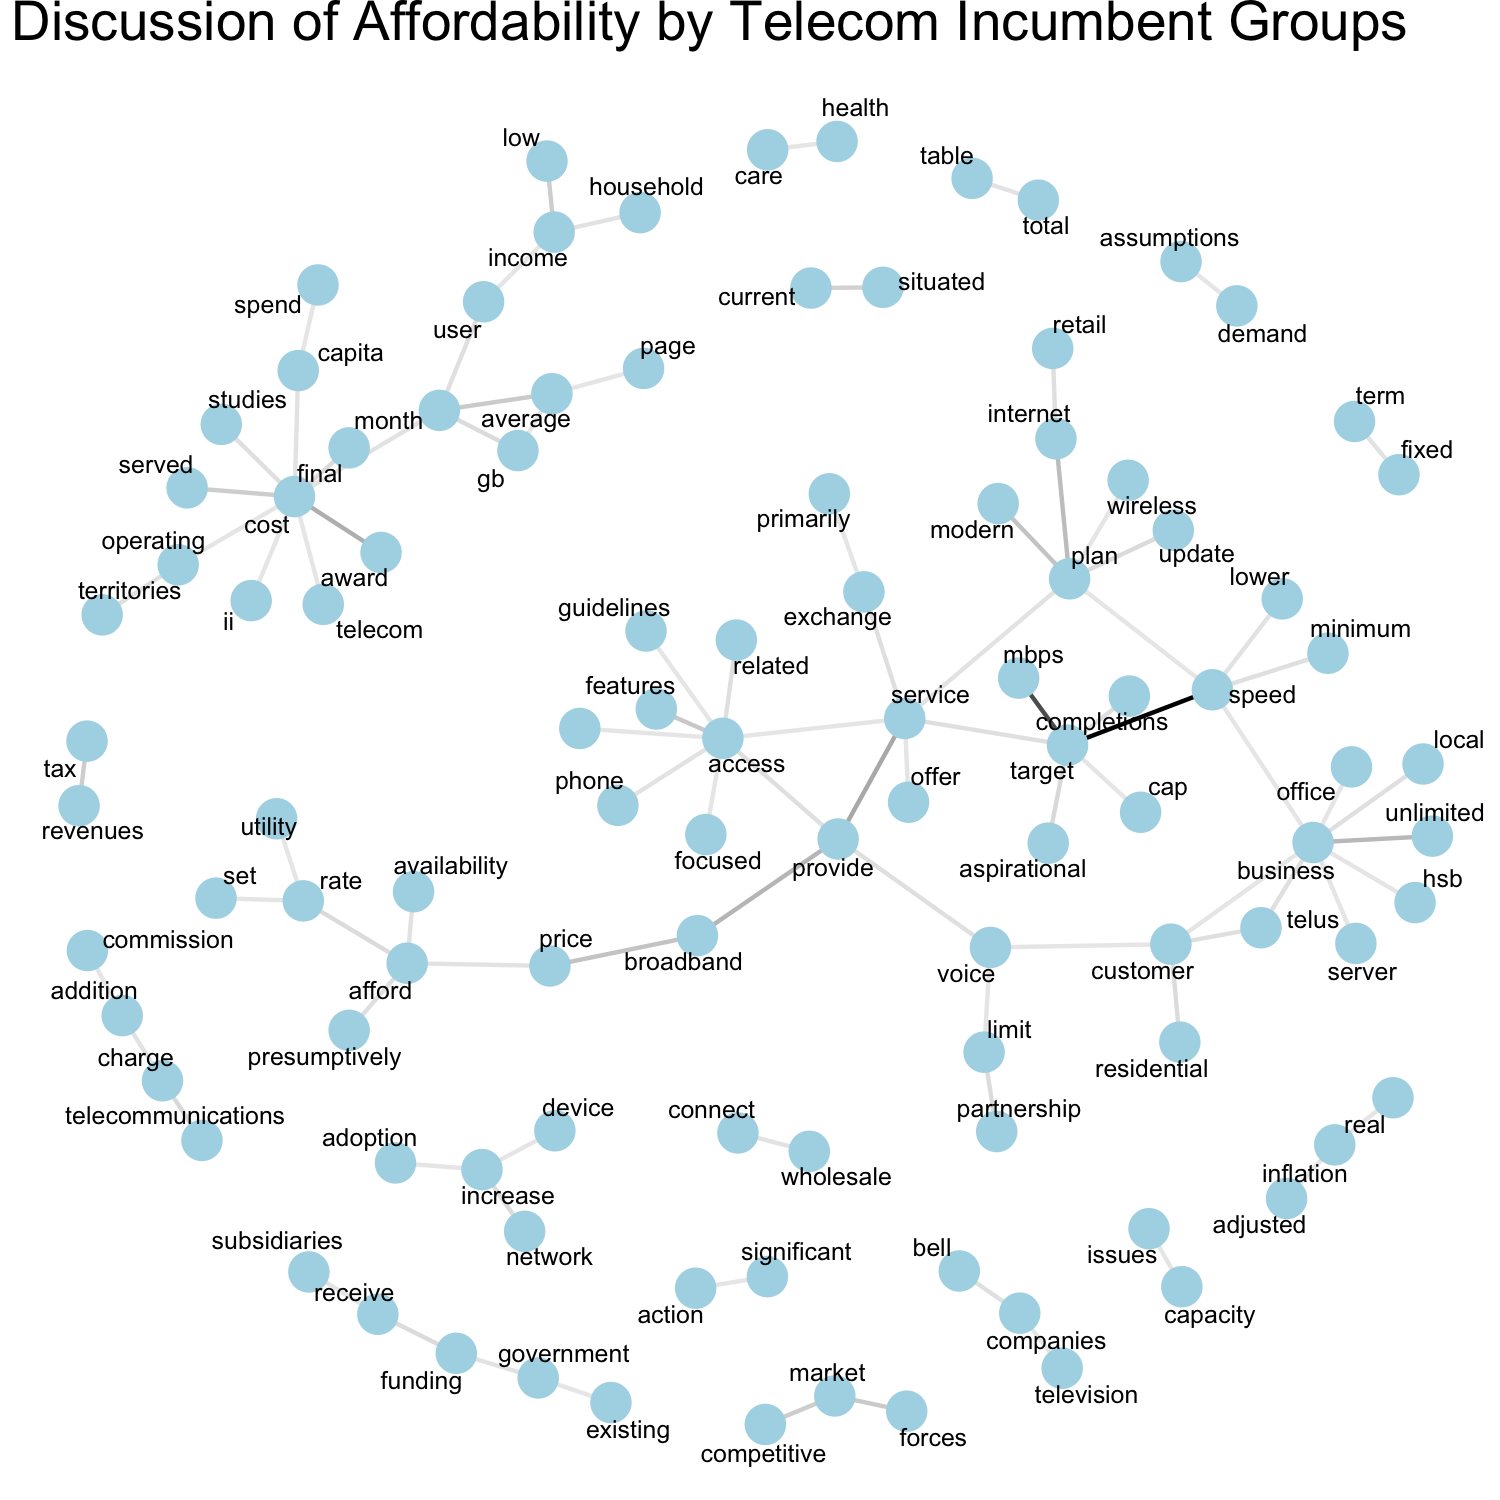 Discussion of Affordability by Telecom Incumbent Groups
health
low
care
table
household
total
assumptions
income
current
situated
spend
user
demand
retail
capita
page
studies
month
average
internet
term
served
final
gb
fixed
cost
primarily
modern
wireless
operating
award
plan
update
territories
lower
ii
telecom
guidelines
exchange
minimum
related
mbps
features
service
speed
completions
tax
phone
access
target
offer
cap
office
local
revenues
utility
unlimited
set
rate
availability
focused
provide
aspirational
business
hsb
commission
price
broadband
telus
addition
afford
voice
customer
server
charge
presumptively
limit
residential
telecommunications
device
connect
partnership
adoption
real
increase
wholesale
inflation
subsidiaries
network
significant
bell
issues
adjusted
receive
action
capacity
funding
government
companies
existing
market
television
competitive
forces